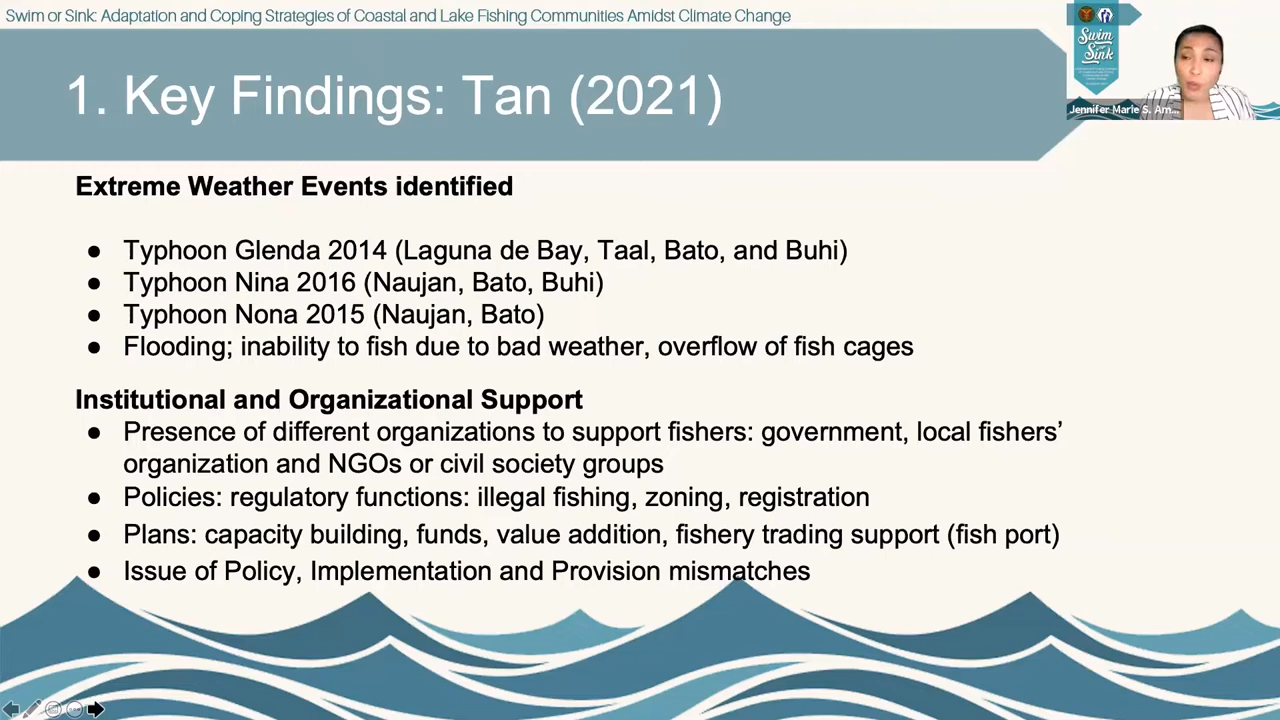 Swim or Sink: Adaptation and Coping Strategies of Coastal and Lake Fishing Communities Amidst Climate Change
Swim
Sink
Jennifer Marie S. Am...
1. Key Findings: Tan (2021)
Extreme Weather Events identified
● Typhoon Glenda 2014 (Laguna de Bay, Taal, Bato, and Buhi)
● Typhoon Nina 2016 (Naujan, Bato, Buhi)
● Typhoon Nona 2015 (Naujan, Bato)
● Flooding; inability to fish due to bad weather, overflow of fish cages
Institutional and Organizational Support
● Presence of different organizations to support fishers: government, local fishers’
organization and NGOs or civil society groups
● Policies: regulatory functions: illegal fishing, zoning, registration
● Plans: capacity building, funds, value addition, fishery trading support (fish port)
● Issue of Policy, Implementation and Provision mismatches